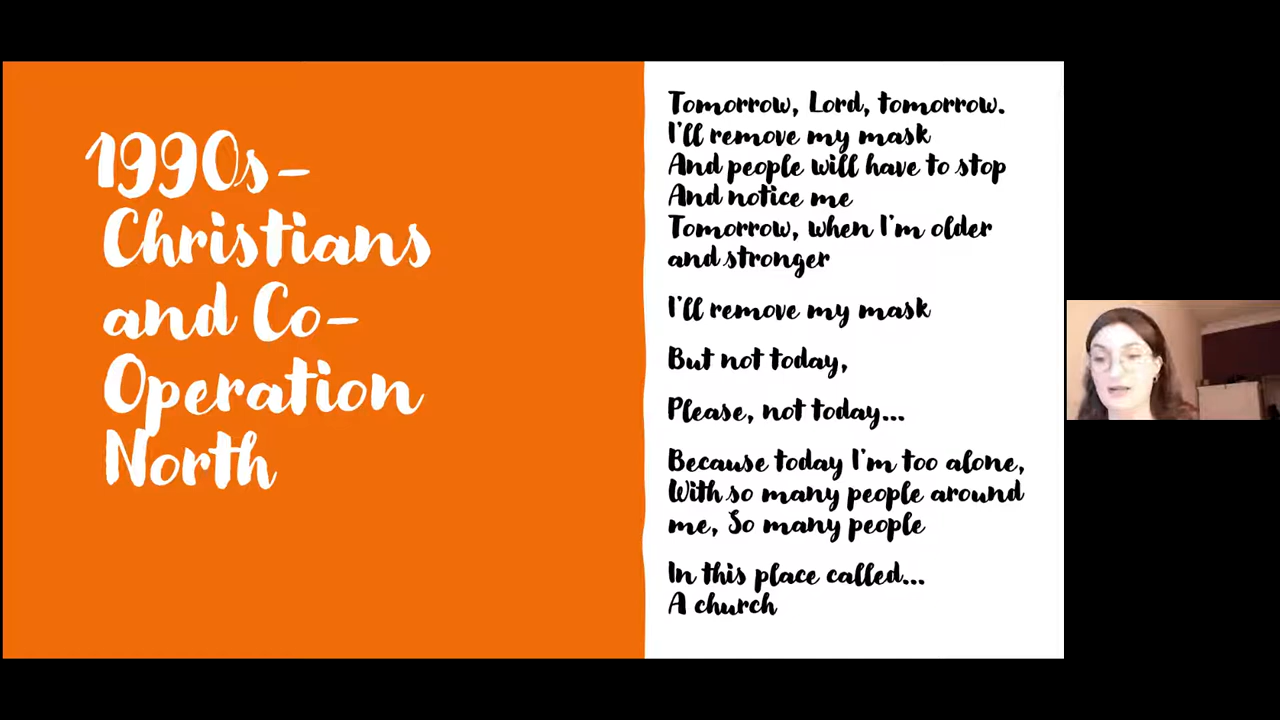 1990s-
Christians
and Co-
Operation
North
Tomorrow, Lord, tomorrow.
I'll remove my mask
And people will have to stop
And notice me
Tomorrow, when I'm older
and stronger
I'll remove my mask
But not today,
Please, not today...
Because today I'm too alone,
With so many people around
me, So many people
In this place called...
A church